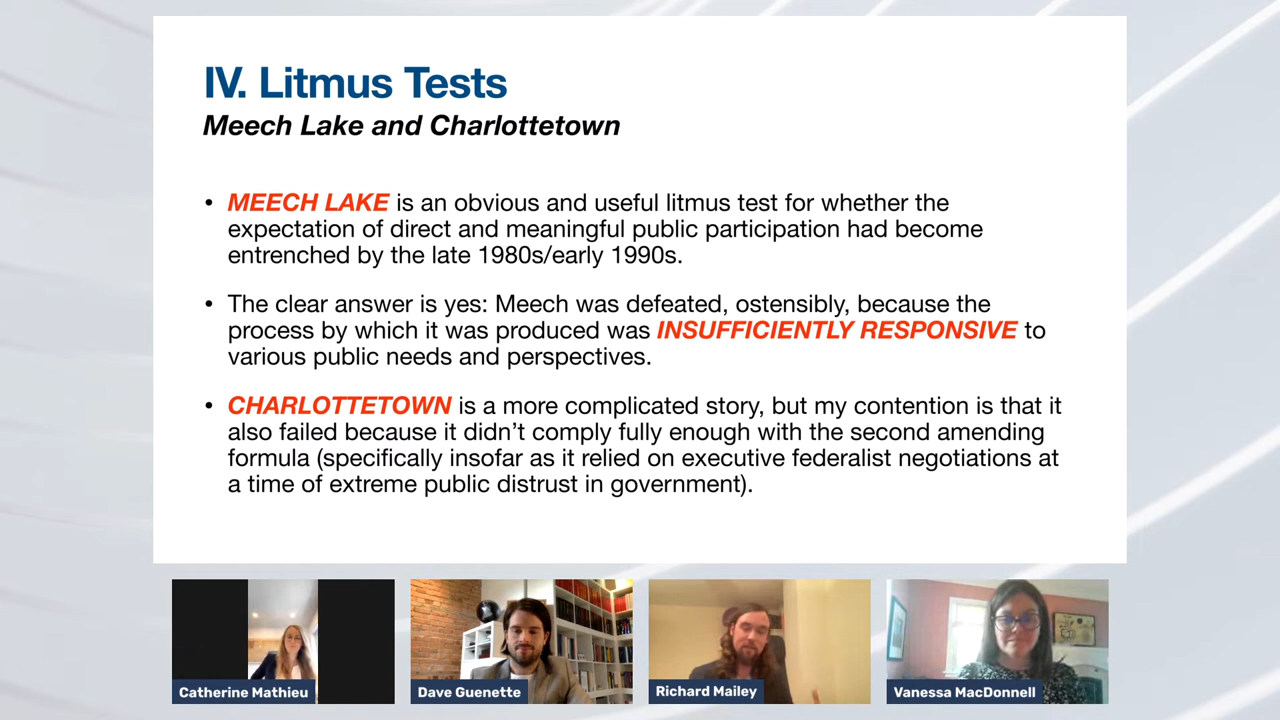 IV. Litmus Tests
Meech Lake and Charlottetown
• MEECH LAKE is an obvious and useful litmus test for whether the
expectation of direct and meaningful public participation had become
entrenched by the late 1980s/early 1990s.
• The clear answer is yes: Meech was defeated, ostensibly, because the
process by which it was produced was INSUFFICIENTLY RESPONSIVE to
various public needs and perspectives.
• CHARLOTTETOWN is a more complicated story, but my contention is that it
also failed because it didn’t comply fully enough with the second amending
formula (specifically insofar as it relied on executive federalist negotiations at
a time of extreme public distrust in government).
Catherine Mathieu
Dave Guenette
Richard Mailey
Vanessa MacDonnell